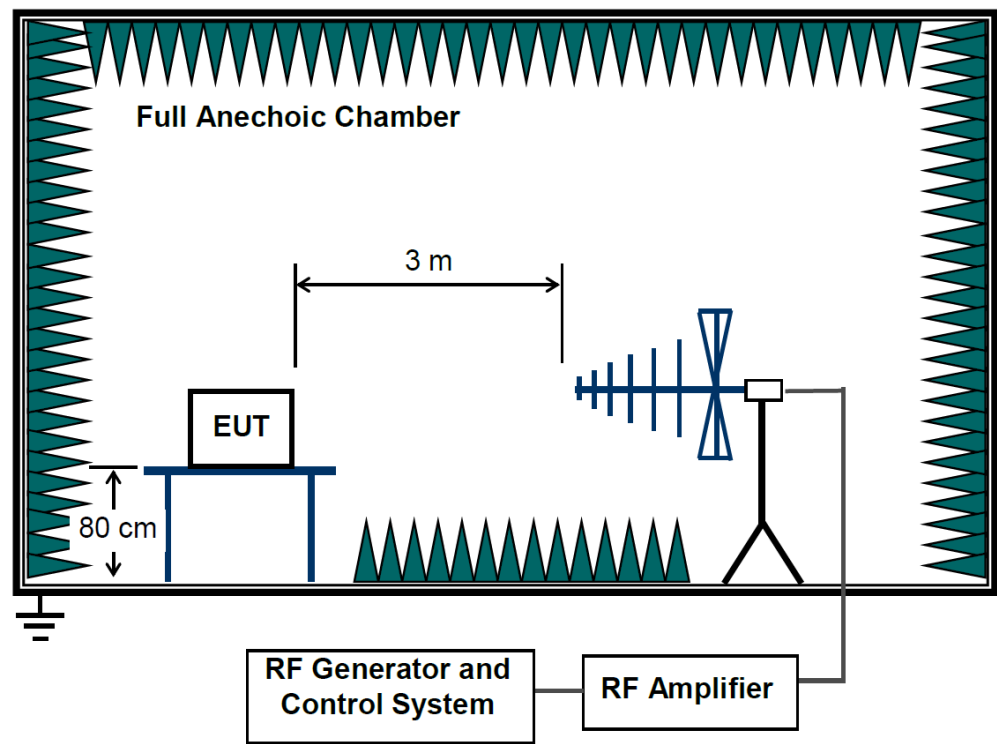 Full Anechoic Chamber
3 m
EUT
80 cm
RF Generator and
Control System
RF Amplifier